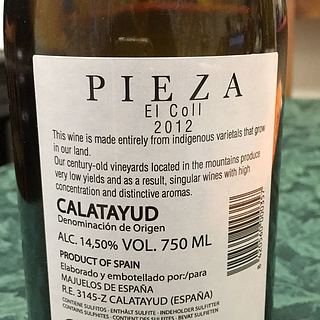 PIEZA
El Coll
2012
This wine is made entirely from indigenous varietals that grow
in our land.
Our century-old vineyards located in the mountains produce
very low yields and as a result, singular wines with high
concentration and distinctive aromas.
CALATAYUD
Denominación de Origen
ALC. 14,50% VOL. 750 ML
PRODUCT OF SPAIN
Elaborado y embotellado por:/para
MAJUELOS DE ESPAÑA
R.E. 3145-Z CALATAYUD (ESPAÑA)
CONTIENE SULFITOS - ENTHÄLT SULFITE - INDEHOLDER SULFITTER
CONTAINS SULPHITES - CONTIENT DES SULFITES - BEVAT SULFIETEN